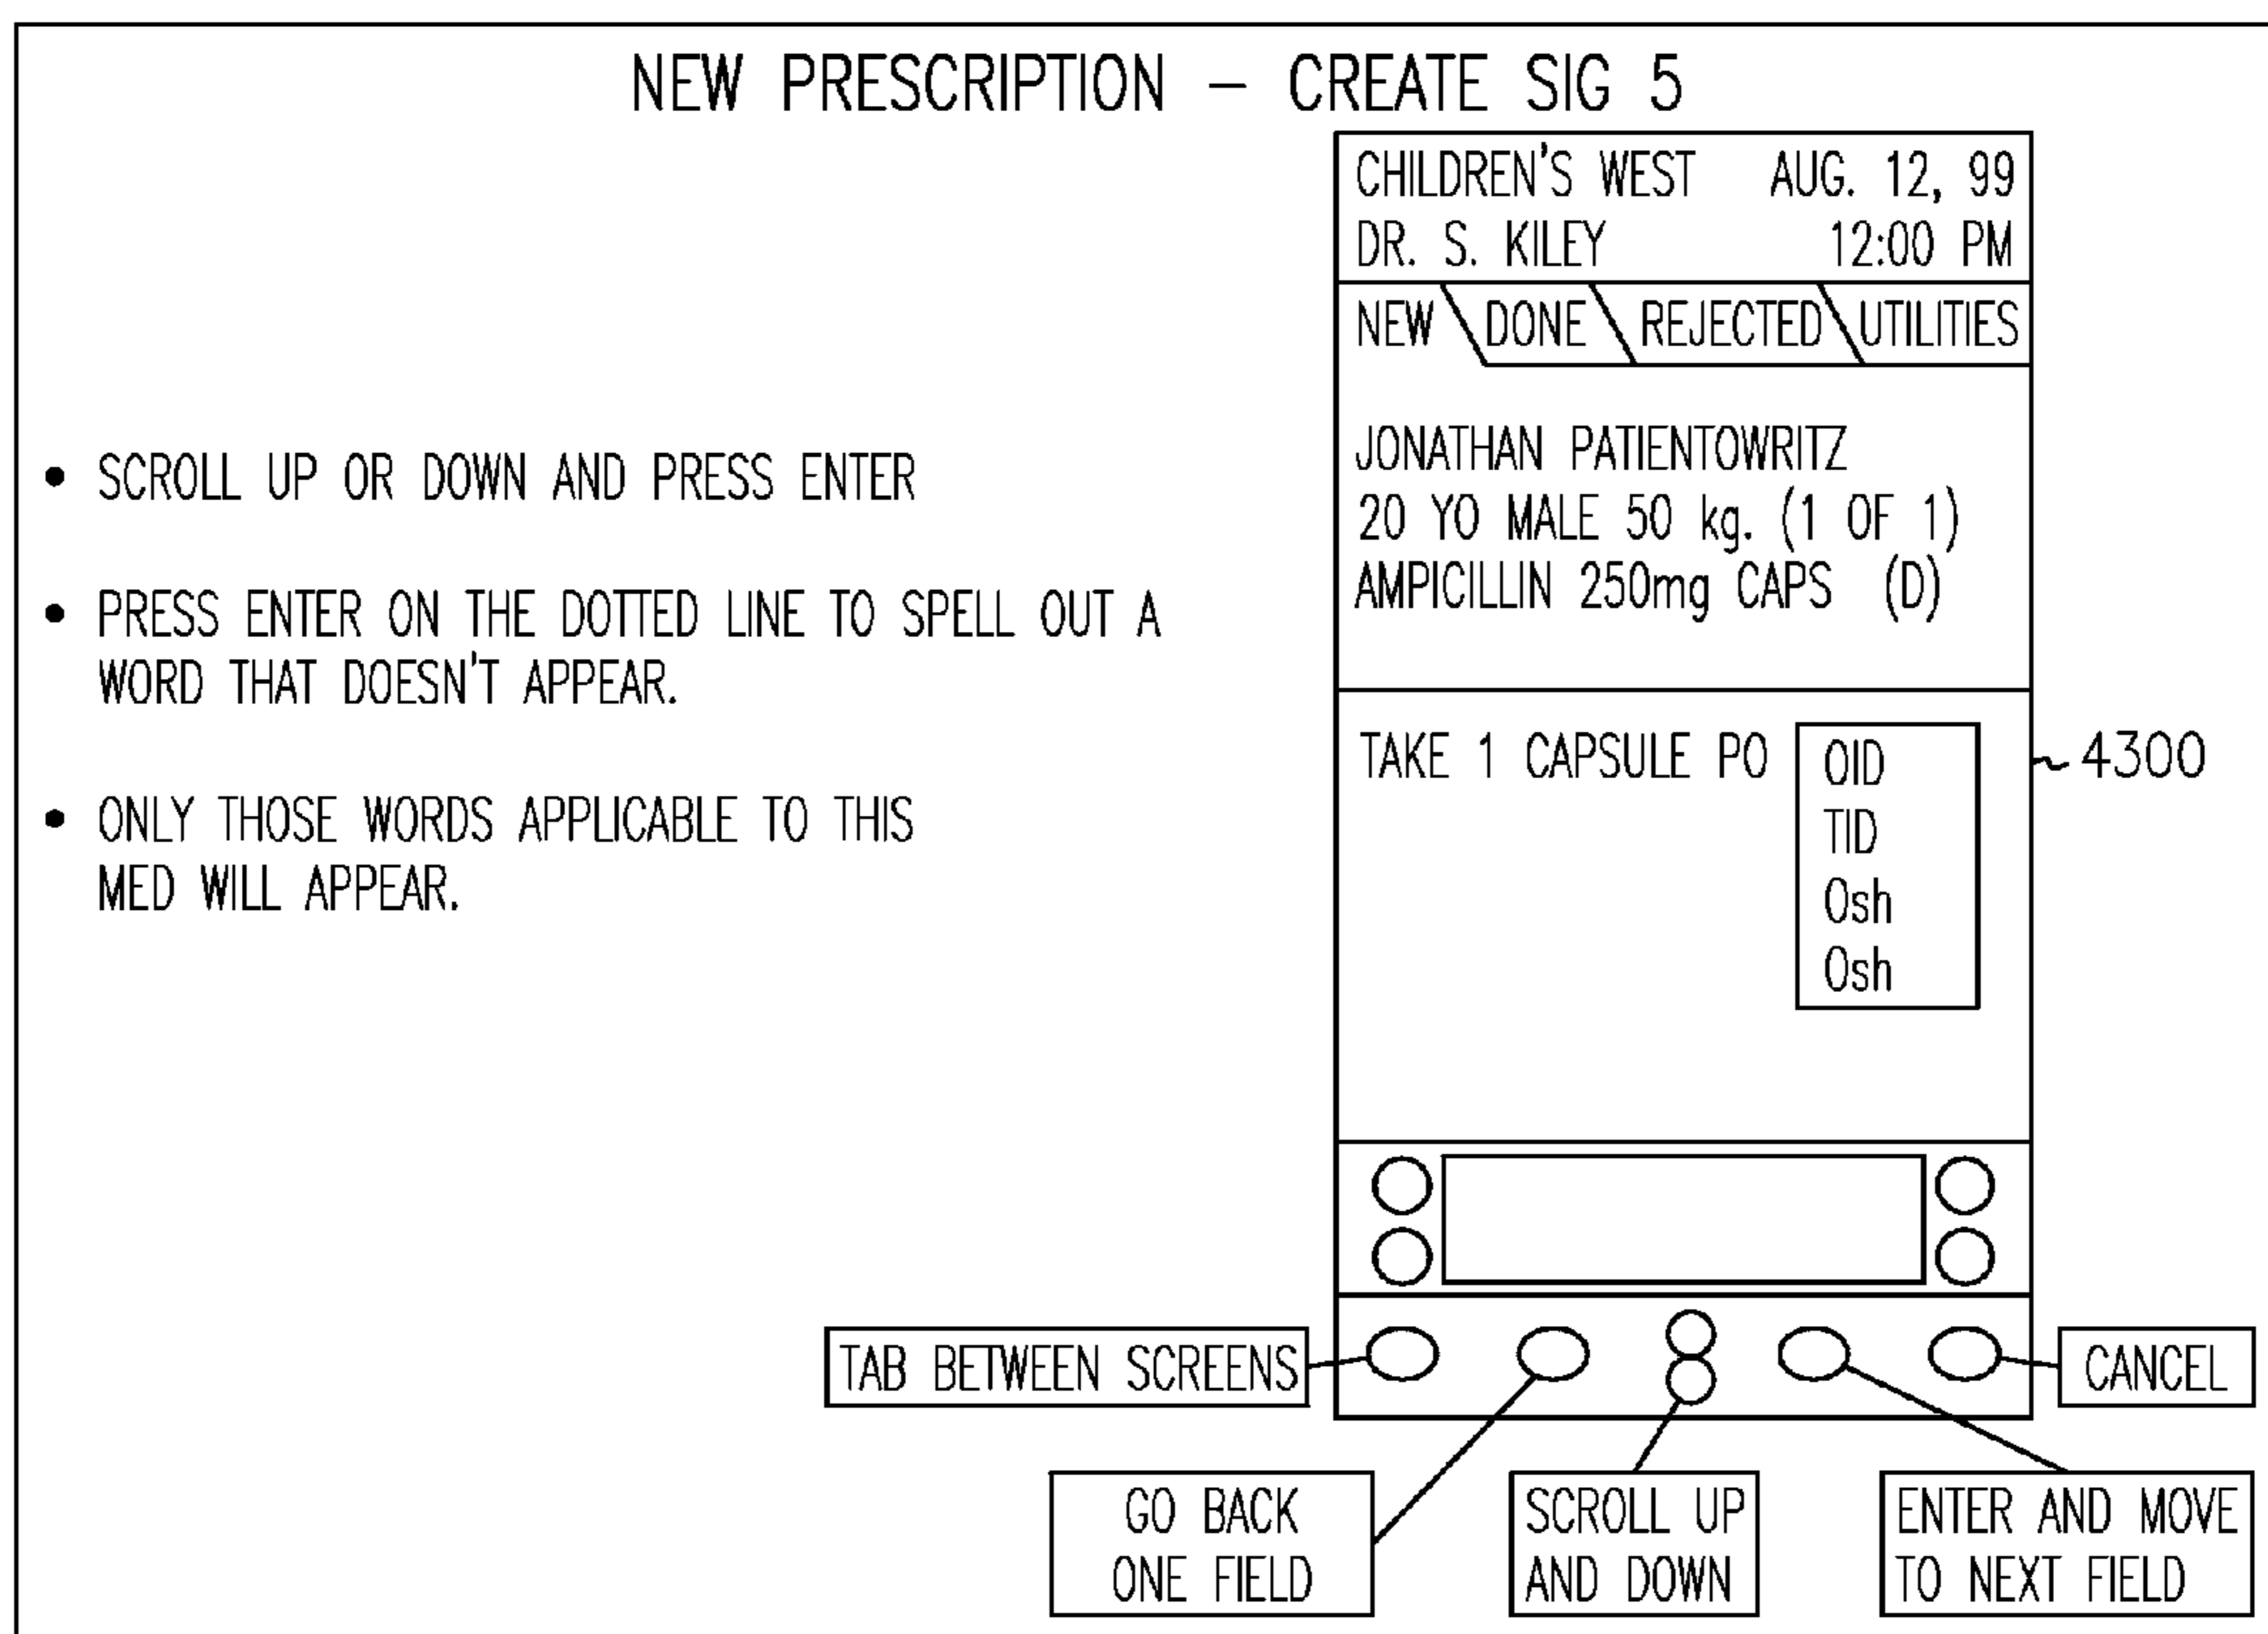 NEW PRESCRIPTION – CREATE SIG 5
CHILDREN'S WEST AUG. 12, 99
DR. S. KILEY 12:00 PM
NEW DONE REJECTED UTILITIES
JONATHAN PATIENTOWRITZ
20 YO MALE 50 kg. (1 OF 1)
AMPICILLIN 250mg CAPS (D)
• SCROLL UP OR DOWN AND PRESS ENTER
• PRESS ENTER ON THE DOTTED LINE TO SPELL OUT A
WORD THAT DOESN'T APPEAR.
• ONLY THOSE WORDS APPLICABLE TO THIS
MED WILL APPEAR.
TAKE 1 CAPSULE PO OID
TID
Osh
Osh
4300
TAB BETWEEN SCREENS
CANCEL
GO BACK
ONE FIELD
SCROLL UP
AND DOWN
ENTER AND MOVE
TO NEXT FIELD